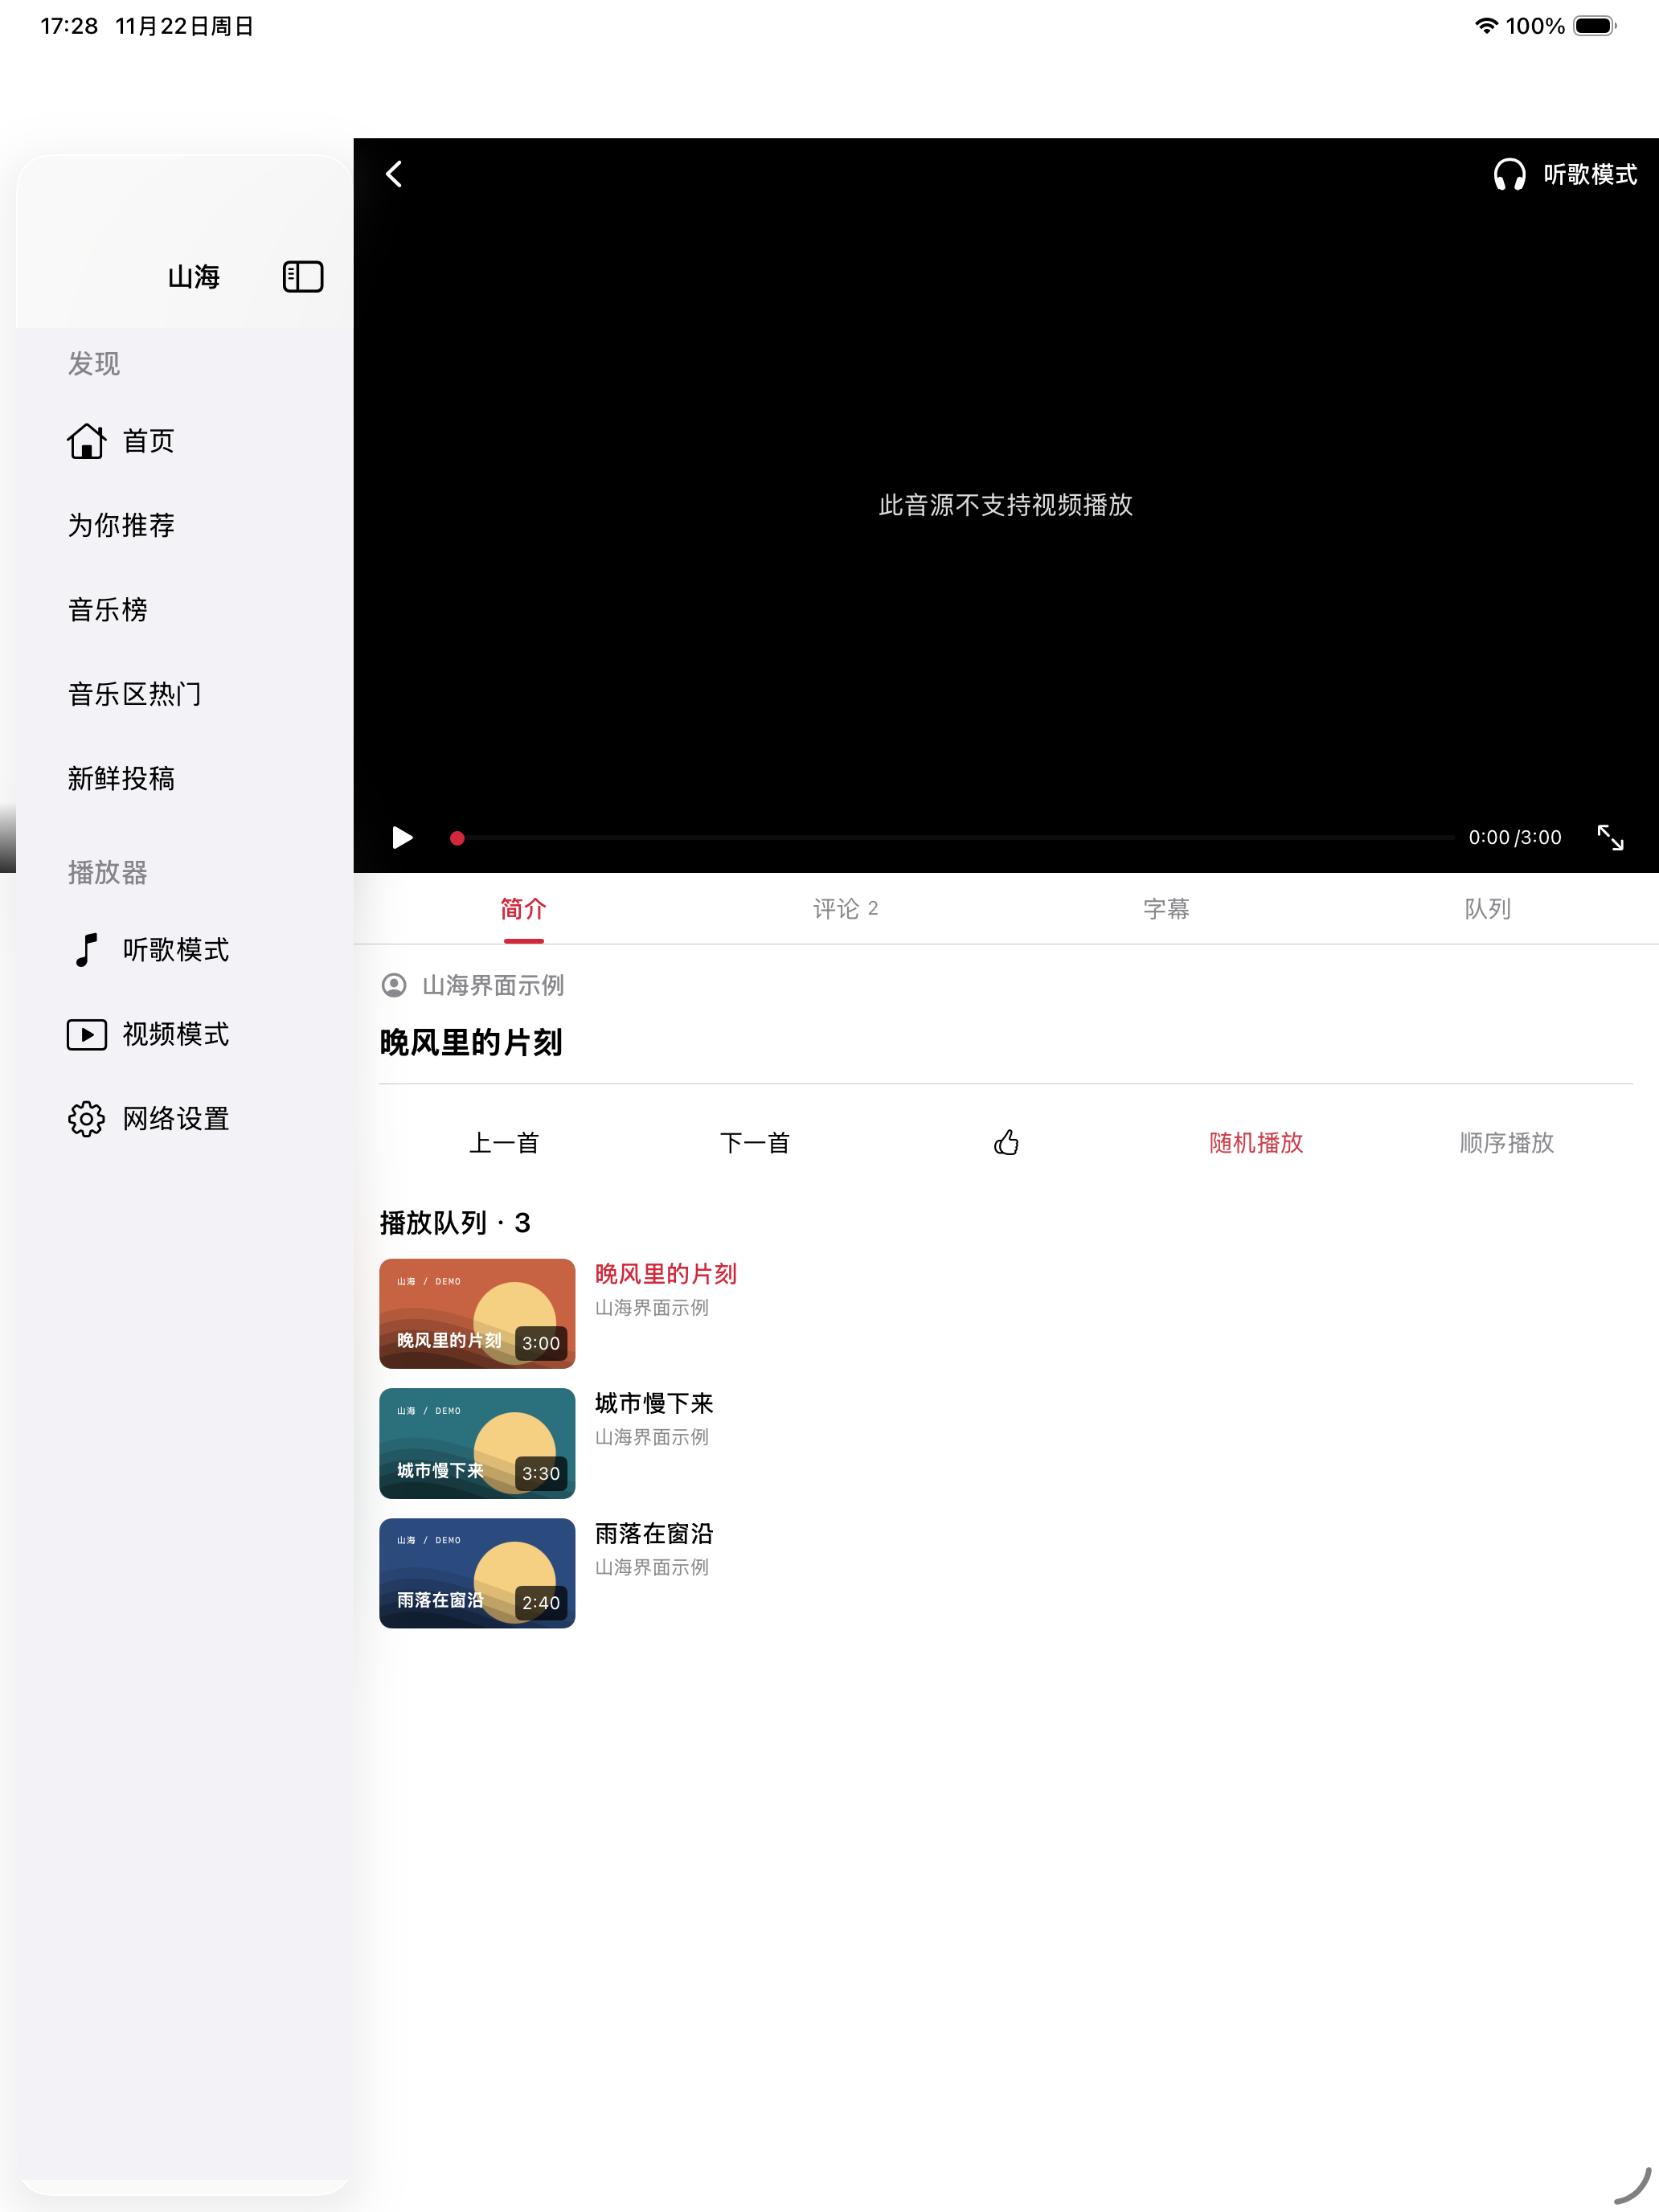 17:28 11月22日周日
100%
山海
发现
首页
为你推荐
音乐榜
音乐区热门
新鲜投稿
播放器
听歌模式
视频模式
网络设置
听歌模式
此音源不支持视频播放
0:00 /3:00
简介 评论 2 字幕 队列
山海界面示例
晚风里的片刻
上一首 下一首 随机播放 顺序播放
播放队列 · 3
山海 / DEMO
晚风里的片刻
3:00
晚风里的片刻
山海界面示例
山海 / DEMO
城市慢下来
3:30
城市慢下来
山海界面示例
山海 / DEMO
雨落在窗沿
2:40
雨落在窗沿
山海界面示例